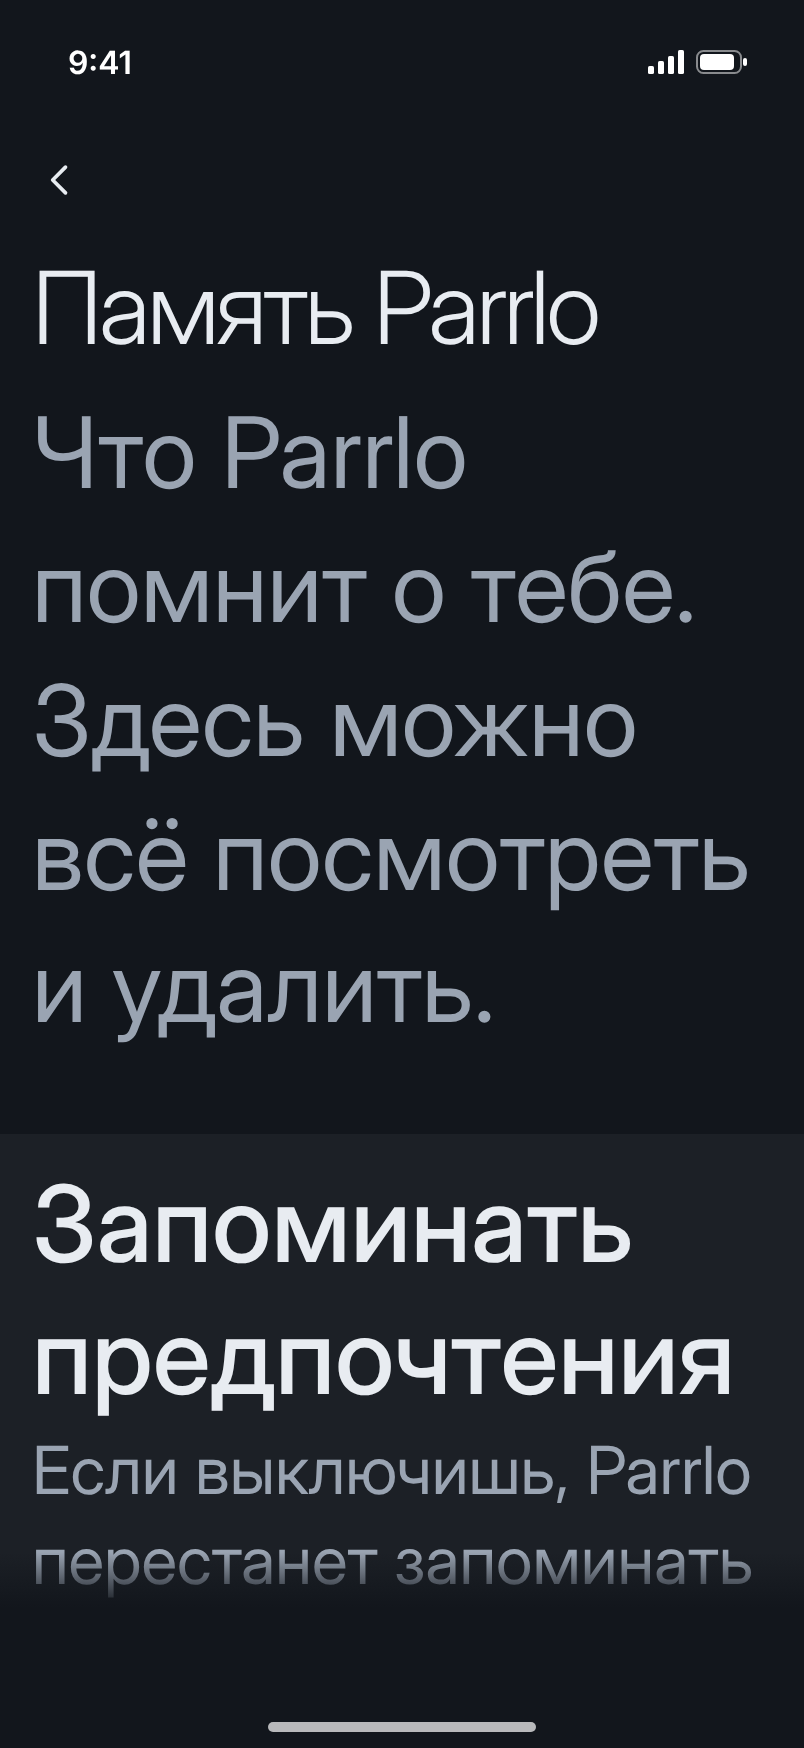 9:41
Память Parrlo
Что Parrlo
помнит о тебе.
Здесь можно
всё посмотреть
и удалить.
Запоминать
предпочтения
Если выключишь, Parrlo
перестанет запоминать